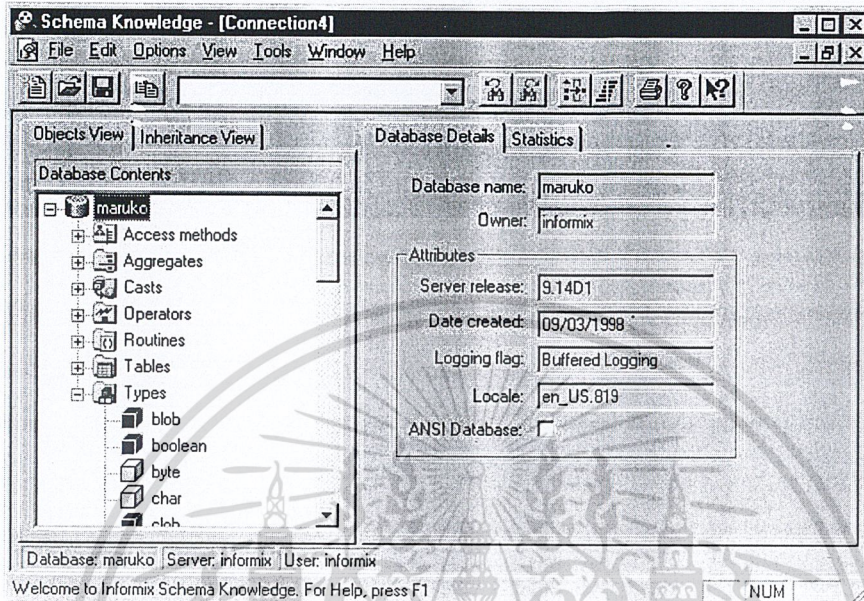 Schema Knowledge - [Connection4]
File Edit Options View Tools Window Help
Objects View Inheritance View
Database Contents
maruko
Access methods
Aggregates
Casts
Operators
Routines
Tables
Types
blob
boolean
byte
char
clob
Database Details Statistics
Database name: maruko
Owner: informix
Attributes
Server release: 9.14D1
Date created: 09/03/1998
Logging flag: Buffered Logging
Locale: en_US.819
ANSI Database:
Database: maruko Server: informix User: informix
Welcome to Informix Schema Knowledge. For Help, press F1 NUM